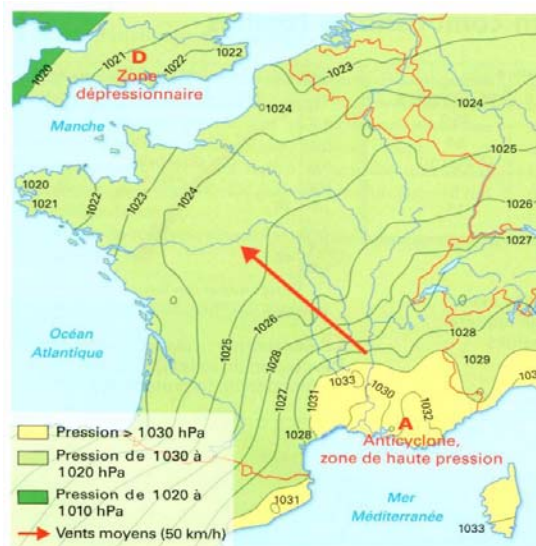 1020
1021
D
1022
1022
Zone
dépressionnaire
1023
1024
1024
Manche
1025
1020
1021
1022
1023
1024
1026
1027
Océan
Atlantique
1025
1026
1028
1027
1028
1028
1029
1033
1031
1030
1032
A
Anticyclone,
zone de haute pression
1031
Mer
Méditerranée
1033
Pression > 1030 hPa
Pression de 1030 à
1020 hPa
Pression de 1020 à
1010 hPa
Vents moyens (50 km/h)